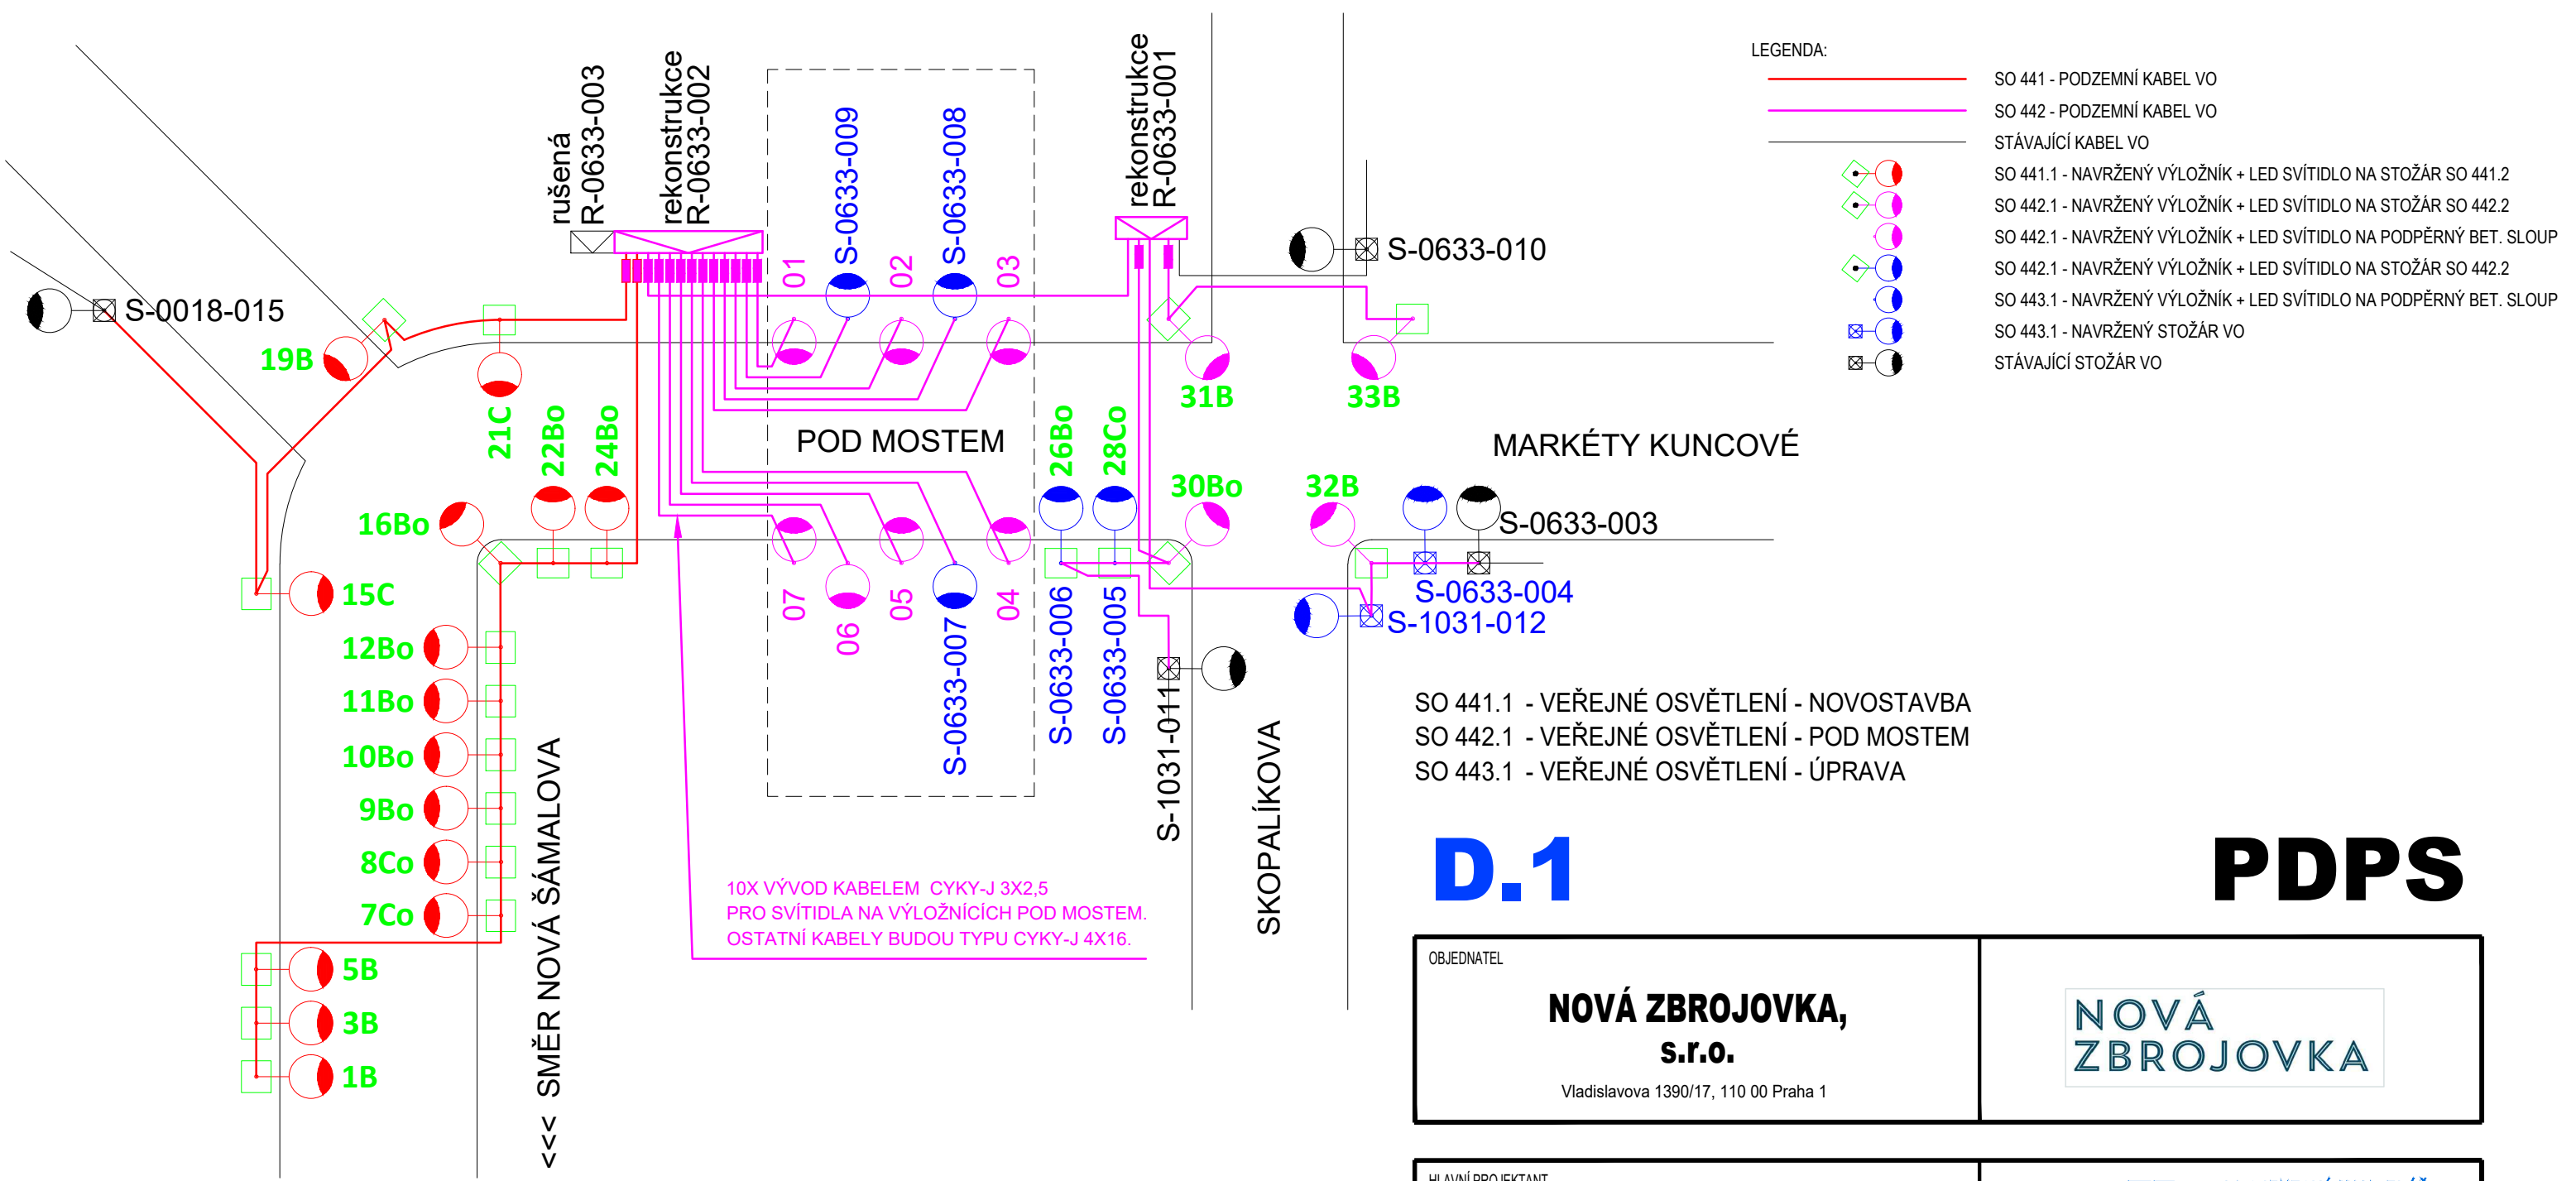 rušená
R-0633-003
rekonstrukce
R-0633-002
S-0633-009
S-0633-008
rekonstrukce
R-0633-001
01
02
03
S-0633-010
S-0018-015
19B
21C
22Bo
24Bo
31B
33B
POD MOSTEM
MARKÉTY KUNCOVÉ
26Bo
28Co
30Bo
32B
16Bo
S-0633-003
15C
07
06
05
04
S-0633-007
S-0633-006
S-0633-005
S-0633-004
S-1031-012
S-1031-011
12Bo
11Bo
10Bo
9Bo
8Co
7Co
5B
3B
1B
<<< SMĚR NOVÁ ŠÁMALOVA
SKOPALÍKOVA
10X VÝVOD KABELEM CYKY-J 3X2,5
PRO SVÍTIDLA NA VÝLOŽNÍCÍCH POD MOSTEM.
OSTATNÍ KABELY BUDOU TYPU CYKY-J 4X16.
LEGENDA:
SO 441 - PODZEMNÍ KABEL VO
SO 442 - PODZEMNÍ KABEL VO
STÁVAJÍCÍ KABEL VO
SO 441.1 - NAVRŽENÝ VÝLOŽNÍK + LED SVÍTIDLO NA STOŽÁR SO 441.2
SO 442.1 - NAVRŽENÝ VÝLOŽNÍK + LED SVÍTIDLO NA STOŽÁR SO 442.2
SO 442.1 - NAVRŽENÝ VÝLOŽNÍK + LED SVÍTIDLO NA PODPĚRNÝ BET. SLOUP
SO 442.1 - NAVRŽENÝ VÝLOŽNÍK + LED SVÍTIDLO NA STOŽÁR SO 442.2
SO 443.1 - NAVRŽENÝ VÝLOŽNÍK + LED SVÍTIDLO NA PODPĚRNÝ BET. SLOUP
SO 443.1 - NAVRŽENÝ STOŽÁR VO
STÁVAJÍCÍ STOŽÁR VO
SO 441.1 - VEŘEJNÉ OSVĚTLENÍ - NOVOSTAVBA
SO 442.1 - VEŘEJNÉ OSVĚTLENÍ - POD MOSTEM
SO 443.1 - VEŘEJNÉ OSVĚTLENÍ - ÚPRAVA
D.1
PDPS
OBJEDNATEL
NOVÁ ZBROJOVKA,
s.r.o.
Vladislavova 1390/17, 110 00 Praha 1
NOVÁ
ZBROJOVKA
HLAVNÍ PROJEKTANT